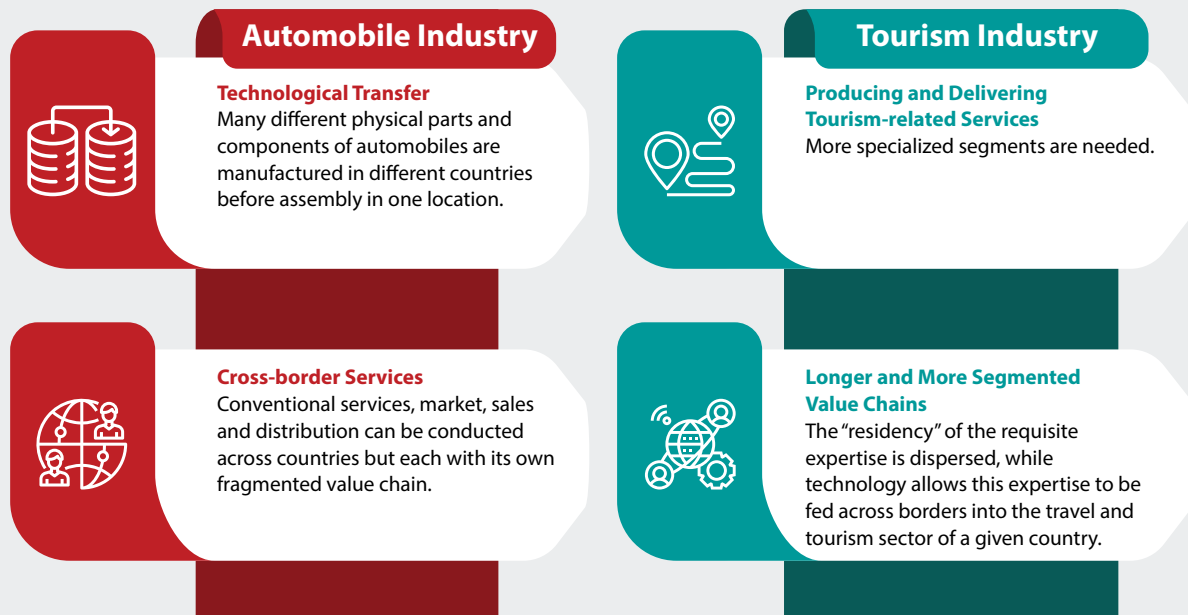 Automobile Industry
Technological Transfer
Many different physical parts and
components of automobiles are
manufactured in different countries
before assembly in one location.
Cross-border Services
Conventional services, market, sales
and distribution can be conducted
across countries but each with its own
fragmented value chain.
Tourism Industry
Producing and Delivering
Tourism-related Services
More specialized segments are needed.
Longer and More Segmented
Value Chains
The “residency” of the requisite
expertise is dispersed, while
technology allows this expertise to be
fed across borders into the travel and
tourism sector of a given country.